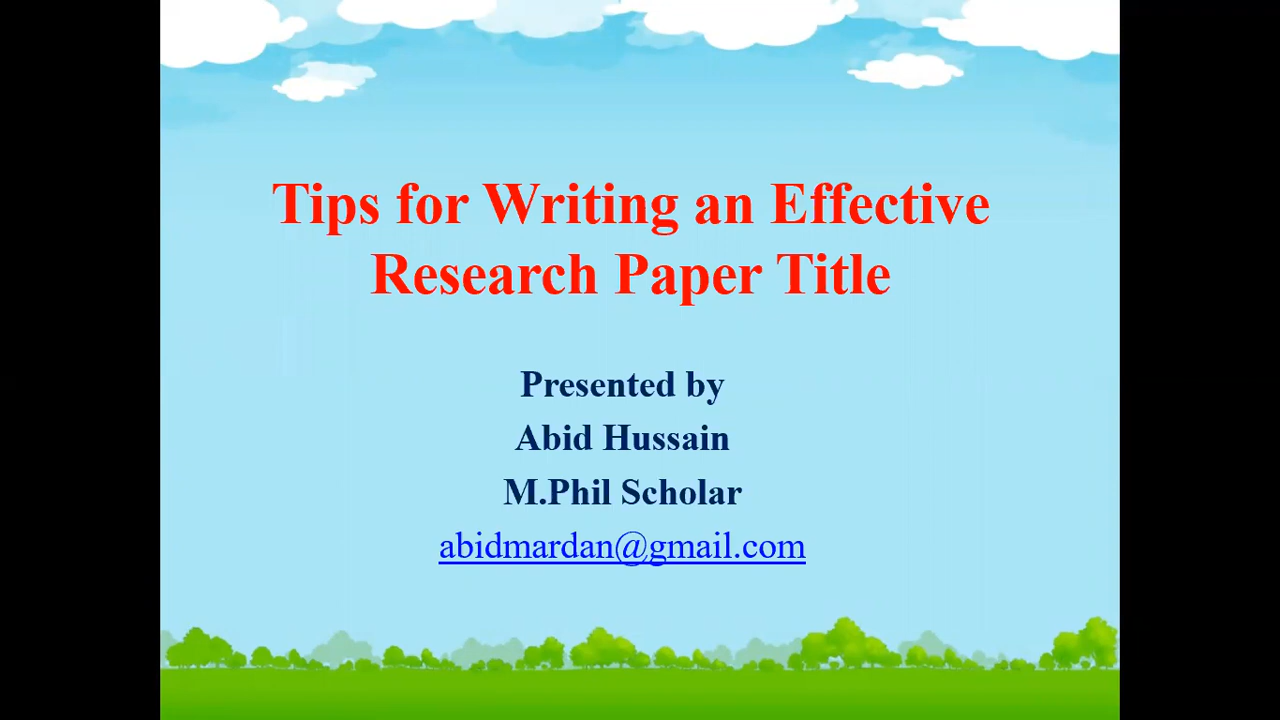 Tips for Writing an Effective
Research Paper Title
Presented by
Abid Hussain
M.Phil Scholar
abidmardan@gmail.com